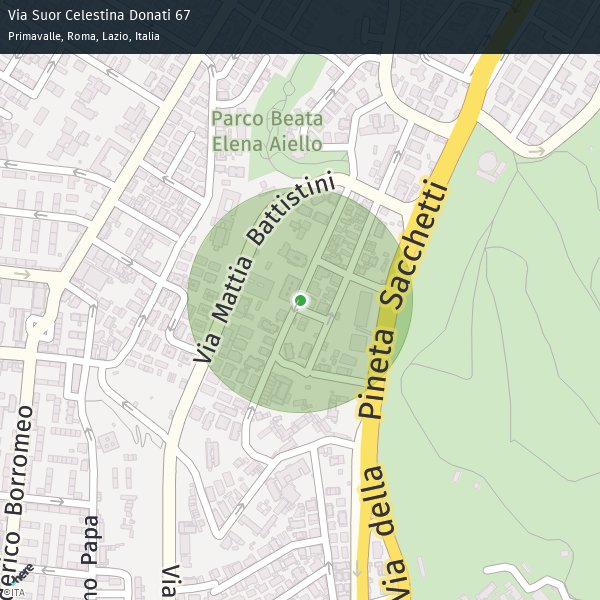 Via Suor Celestina Donati 67
Primavalle, Roma, Lazio, Italia
Parco Beata
Elena Aiello
Via Mattia Battistini
Via della Pineta Sacchetti
erico Borromeo
no Papa
Via
here
©ITA